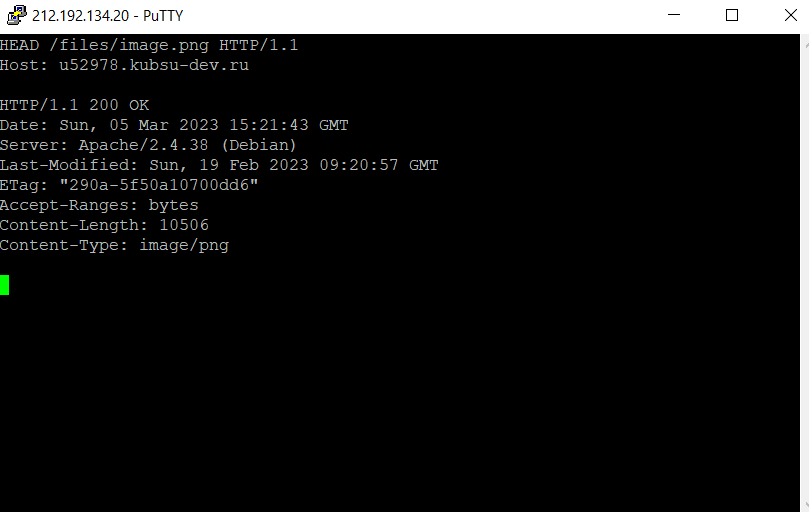 212.192.134.20 - PuTTY
HEAD /files/image.png HTTP/1.1
Host: u52978.kubsu-dev.ru
HTTP/1.1 200 OK
Date: Sun, 05 Mar 2023 15:21:43 GMT
Server: Apache/2.4.38 (Debian)
Last-Modified: Sun, 19 Feb 2023 09:20:57 GMT
ETag: "290a-5f50a10700dd6"
Accept-Ranges: bytes
Content-Length: 10506
Content-Type: image/png